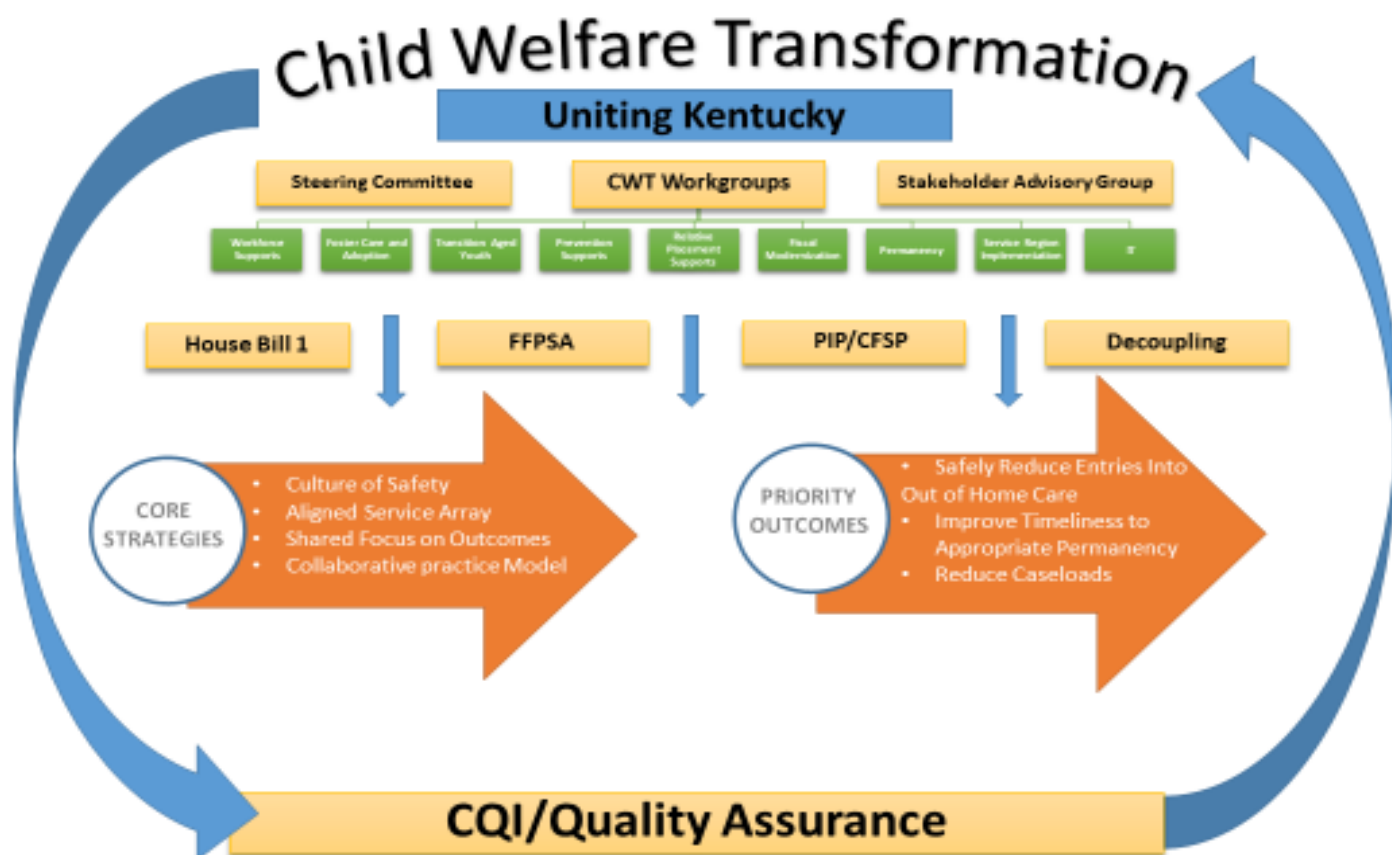 Child Welfare Transformation
Uniting Kentucky
Steering Committee
CWT Workgroups
Stakeholder Advisory Group
Workforce
Supports
Foster Care and
Adoption
Transition Aged
Youth
Prevention
Supports
Relative
Placement
Supports
Fiscal
Modernization
Permanency
Service Region
Implementation
IT
House Bill 1
FFPSA
PIP/CFSP
Decoupling
CORE
STRATEGIES
• Culture of Safety
• Aligned Service Array
• Shared Focus on Outcomes
• Collaborative practice Model
PRIORITY
OUTCOMES
• Safely Reduce Entries Into
Out of Home Care
• Improve Timeliness to
Appropriate Permanency
• Reduce Caseloads
CQI/Quality Assurance